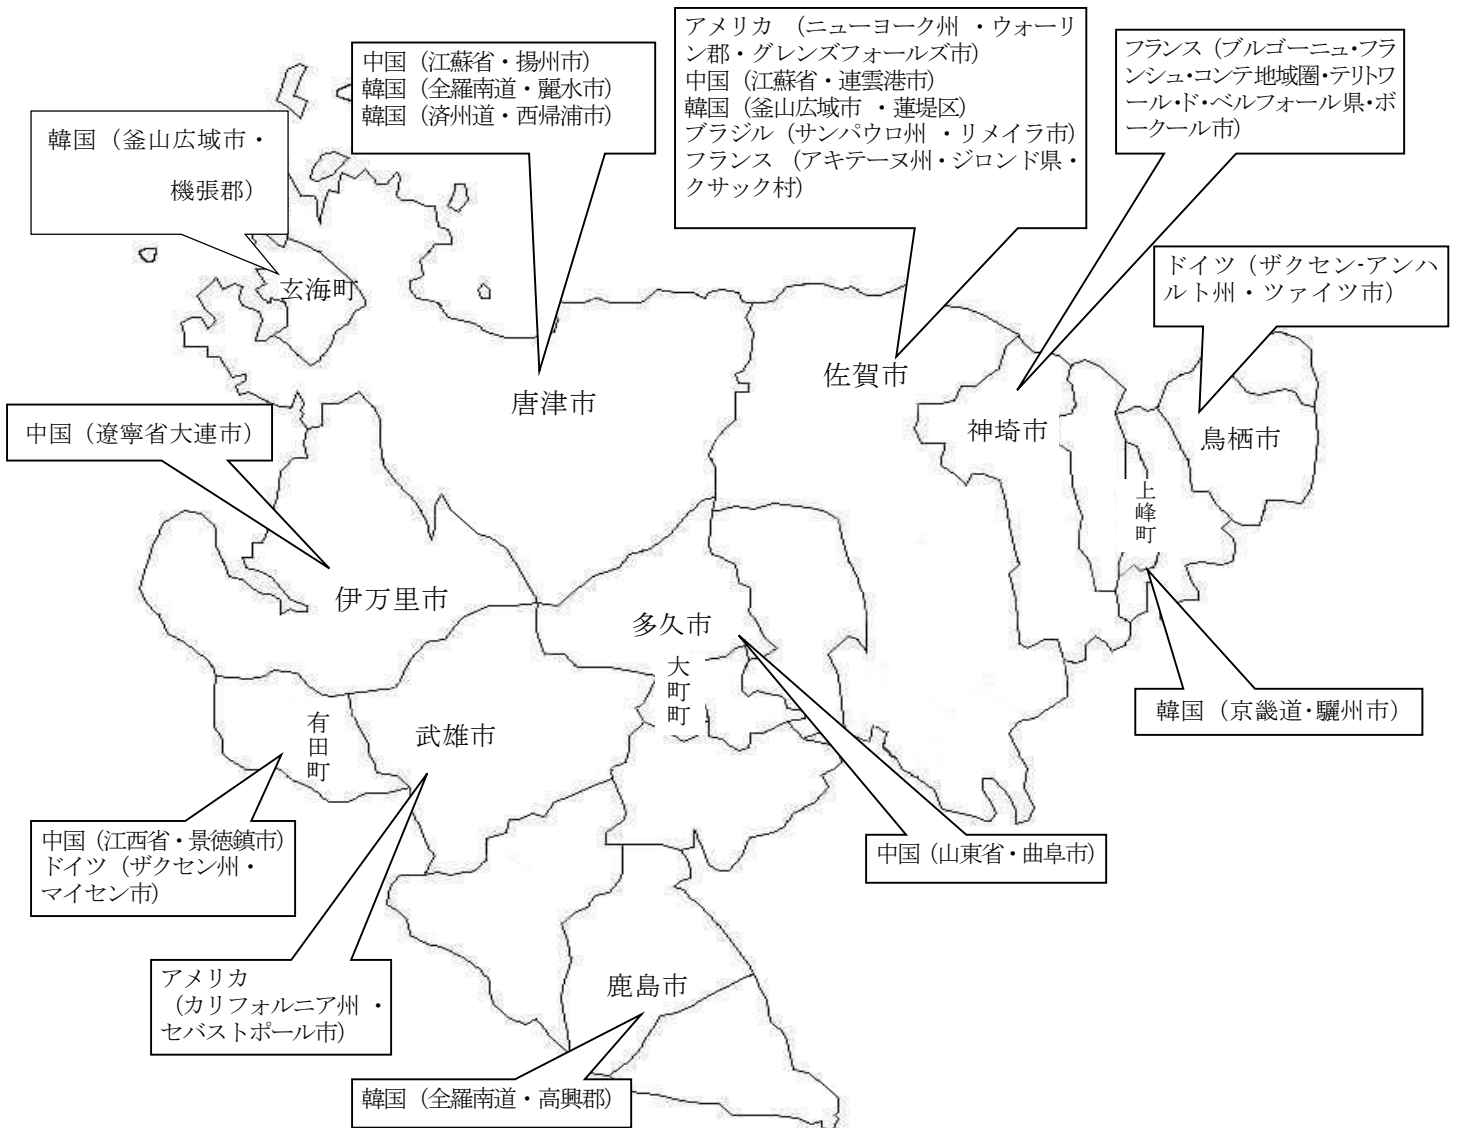 アメリカ （ニューヨーク州 ・ウォーリ
ン郡・グレンズフォールズ市）
中国（江蘇省・連雲港市）
韓国（釜山広域市 ・蓮堤区）
ブラジル（サンパウロ州 ・リメイラ市）
フランス （アキテーヌ州・ジロンド県・
クサック村）
フランス（ブルゴーニュ・フラ
ンシュ・コンテ地域圏・テリトワ
ール・ド・ベルフォール県・ボ
ークール市）
中国（江蘇省・揚州市）
韓国（全羅南道・麗水市）
韓国（済州道・西帰浦市）
韓国（釜山広域市・
機張郡）
ドイツ（ザクセン-アンハ
ルト州・ツァイツ市）
玄海町
唐津市
佐賀市
神埼市
鳥栖市
中国（遼寧省大連市）
上峰町
伊万里市
多久市
大町町
有田町
武雄市
韓国（京畿道・驪州市）
中国（江西省・景徳鎮市）
ドイツ（ザクセン州・
マイセン市）
中国（山東省・曲阜市）
アメリカ
（カリフォルニア州 ・
セバストポール市）
鹿島市
韓国（全羅南道・高興郡）